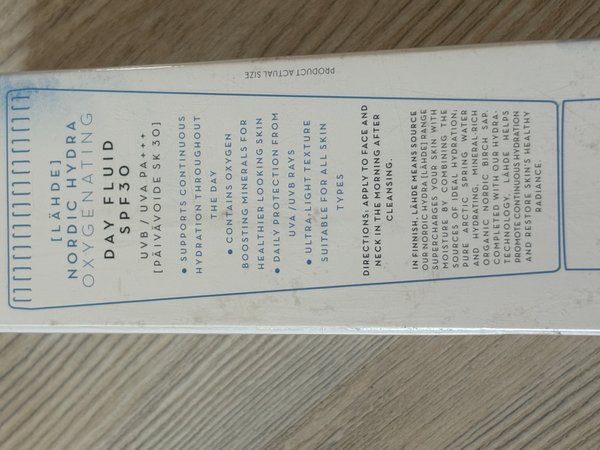 [LÄHDE]
NORDIC HYDRA
OXYGENATING
DAY FLUID
SPF30
UVB / UVA PA+++
[PÄIVÄVOIDE SK 30]
• SUPPORTS CONTINUOUS
HYDRATION THROUGHOUT
THE DAY
• CONTAINS OXYGEN
BOOSTING MINERALS FOR
HEALTHIER LOOKING SKIN
• DAILY PROTECTION FROM
UVA/UVB RAYS
• ULTRA-LIGHT TEXTURE
SUITABLE FOR ALL SKIN
TYPES
DIRECTIONS: APPLY TO FACE AND
NECK IN THE MORNING AFTER
CLEANSING.
IN FINNISH, LÄHDE MEANS SOURCE
OUR NORDIC HYDRA [LÄHDE] RANGE
SUPERCHARGES YOUR SKIN WITH
MOISTURE BY COMBINING THE
SOURCES OF IDEAL HYDRATION,
PURE ARCTIC SPRING WATER
AND HYDRATING, MINERAL-RICH
ORGANIC NORDIC BIRCH SAP.
COMPLETED WITH OUR HYDRA-
TECHNOLOGY, LÄHDE HELPS
PROMOTE CONTINUOUS HYDRATION
AND RESTORE SKIN'S HEALTHY
RADIANCE.
PRODUCT ACTUAL SIZE